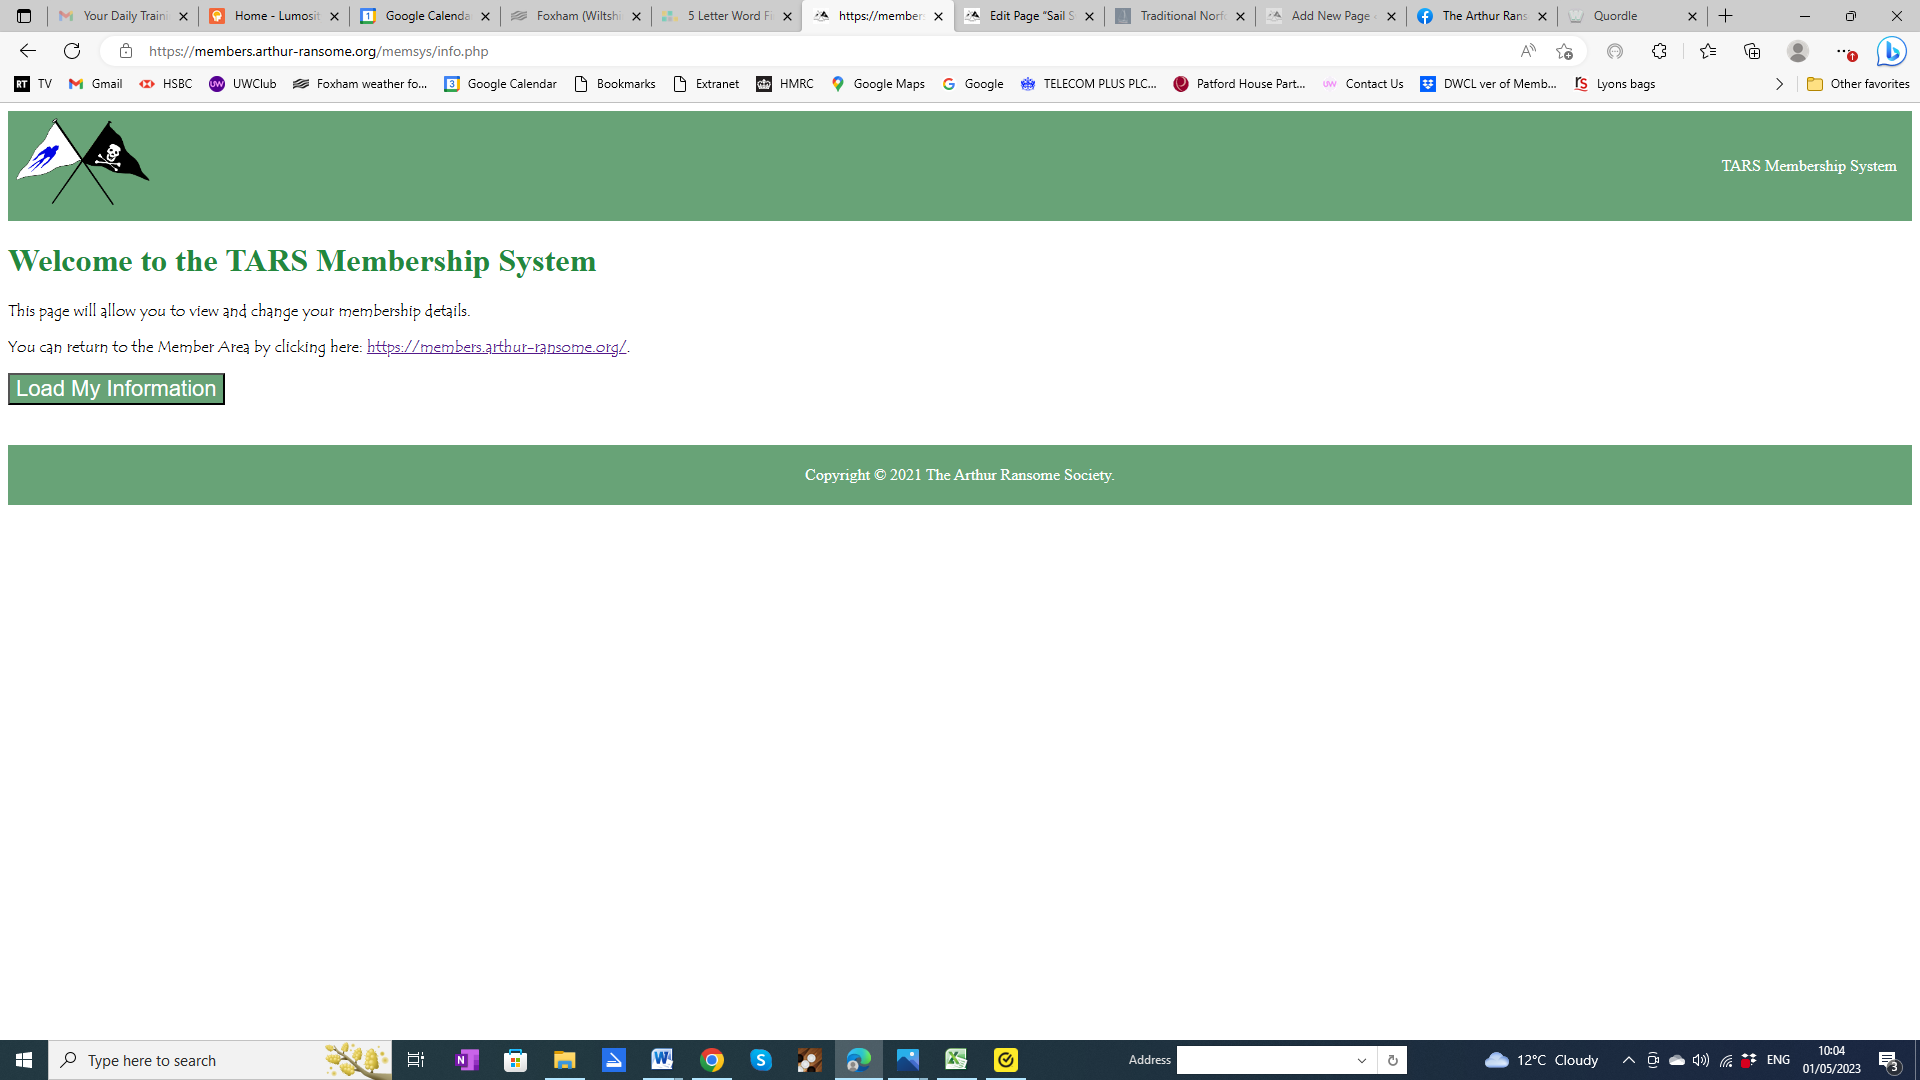 Your Daily Traini
Home - Lumosit
Google Calenda
Foxham (Wiltshi
5 Letter Word Fi
https://member
Edit Page “Sail S
Traditional Norfo
Add New Page
The Arthur Rans
Quordle
https://members.arthur-ransome.org/memsys/info.php
TV
Gmail
HSBC
UWClub
Foxham weather fo...
Google Calendar
Bookmarks
Extranet
HMRC
Google Maps
Google
TELECOM PLUS PLC...
Patford House Part...
Contact Us
DWCL ver of Memb...
Lyons bags
Other favorites
TARS Membership System
Welcome to the TARS Membership System
This page will allow you to view and change your membership details.
You can return to the Member Area by clicking here: https://members.arthur-ransome.org/.
Load My Information
Copyright © 2021 The Arthur Ransome Society.
Type here to search
Address
12°C Cloudy
ENG
10:04
01/05/2023
3